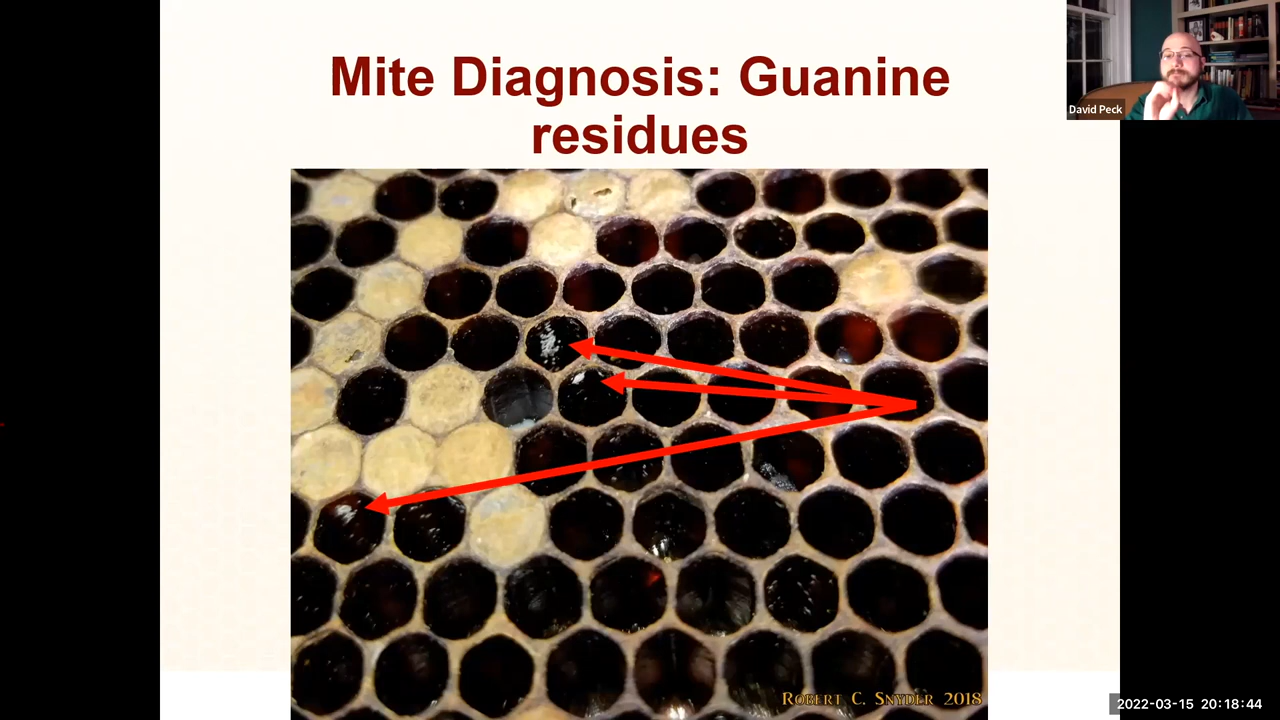 Mite Diagnosis: Guanine
residues
David Peck
ROBERT C. SNYDER 2018
2022-03-15 20:18:44